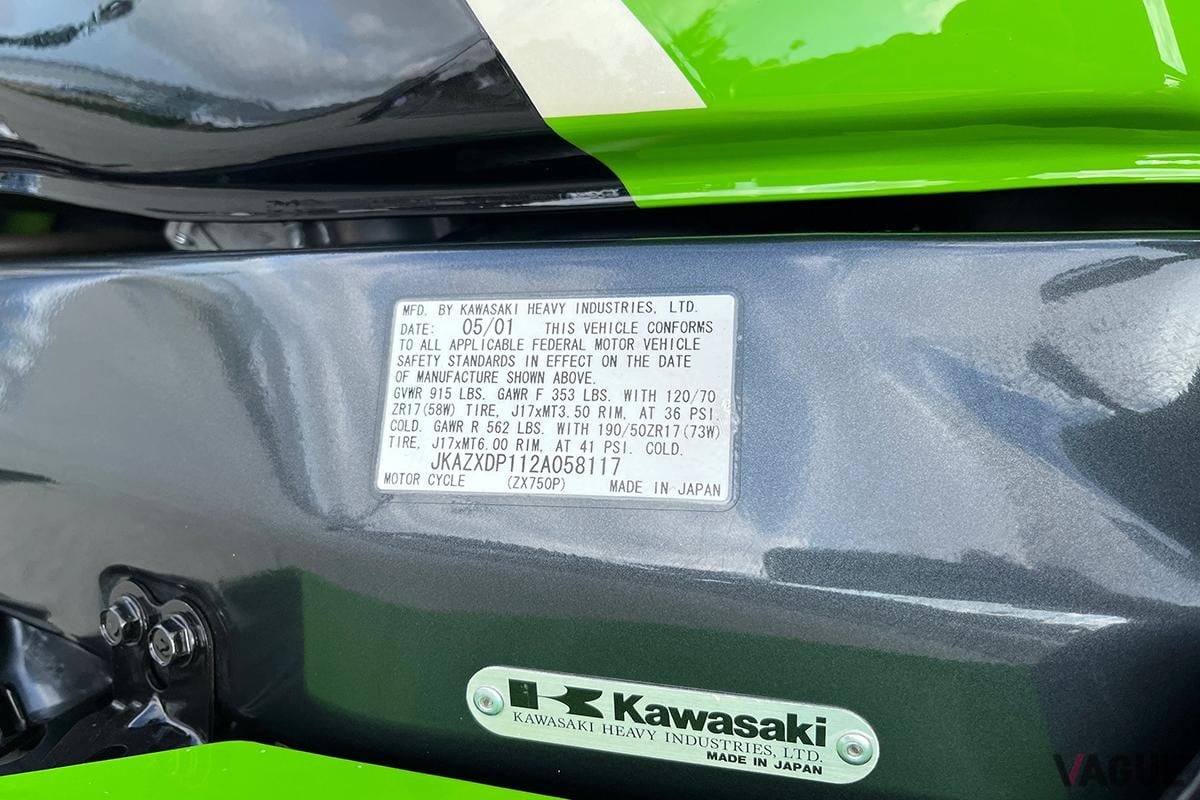 MFD. BY KAWASAKI HEAVY INDUSTRIES, LTD.
DATE: 05/01 THIS VEHICLE CONFORMS
TO ALL APPLICABLE FEDERAL MOTOR VEHICLE
SAFETY STANDARDS IN EFFECT ON THE DATE
OF MANUFACTURE SHOWN ABOVE.
GVWR 915 LBS. GAWR F 353 LBS. WITH 120/70
ZR17(58W) TIRE, J17xMT3.50 RIM, AT 36 PSI.
COLD. GAWR R 562 LBS. WITH 190/50ZR17(73W)
TIRE, J17xMT6.00 RIM, AT 41 PSI. COLD.
JKAZXDP112A058117
MOTOR CYCLE (ZX750P) MADE IN JAPAN
Kawasaki
KAWASAKI HEAVY INDUSTRIES, LTD.
MADE IN JAPAN
VAGUE